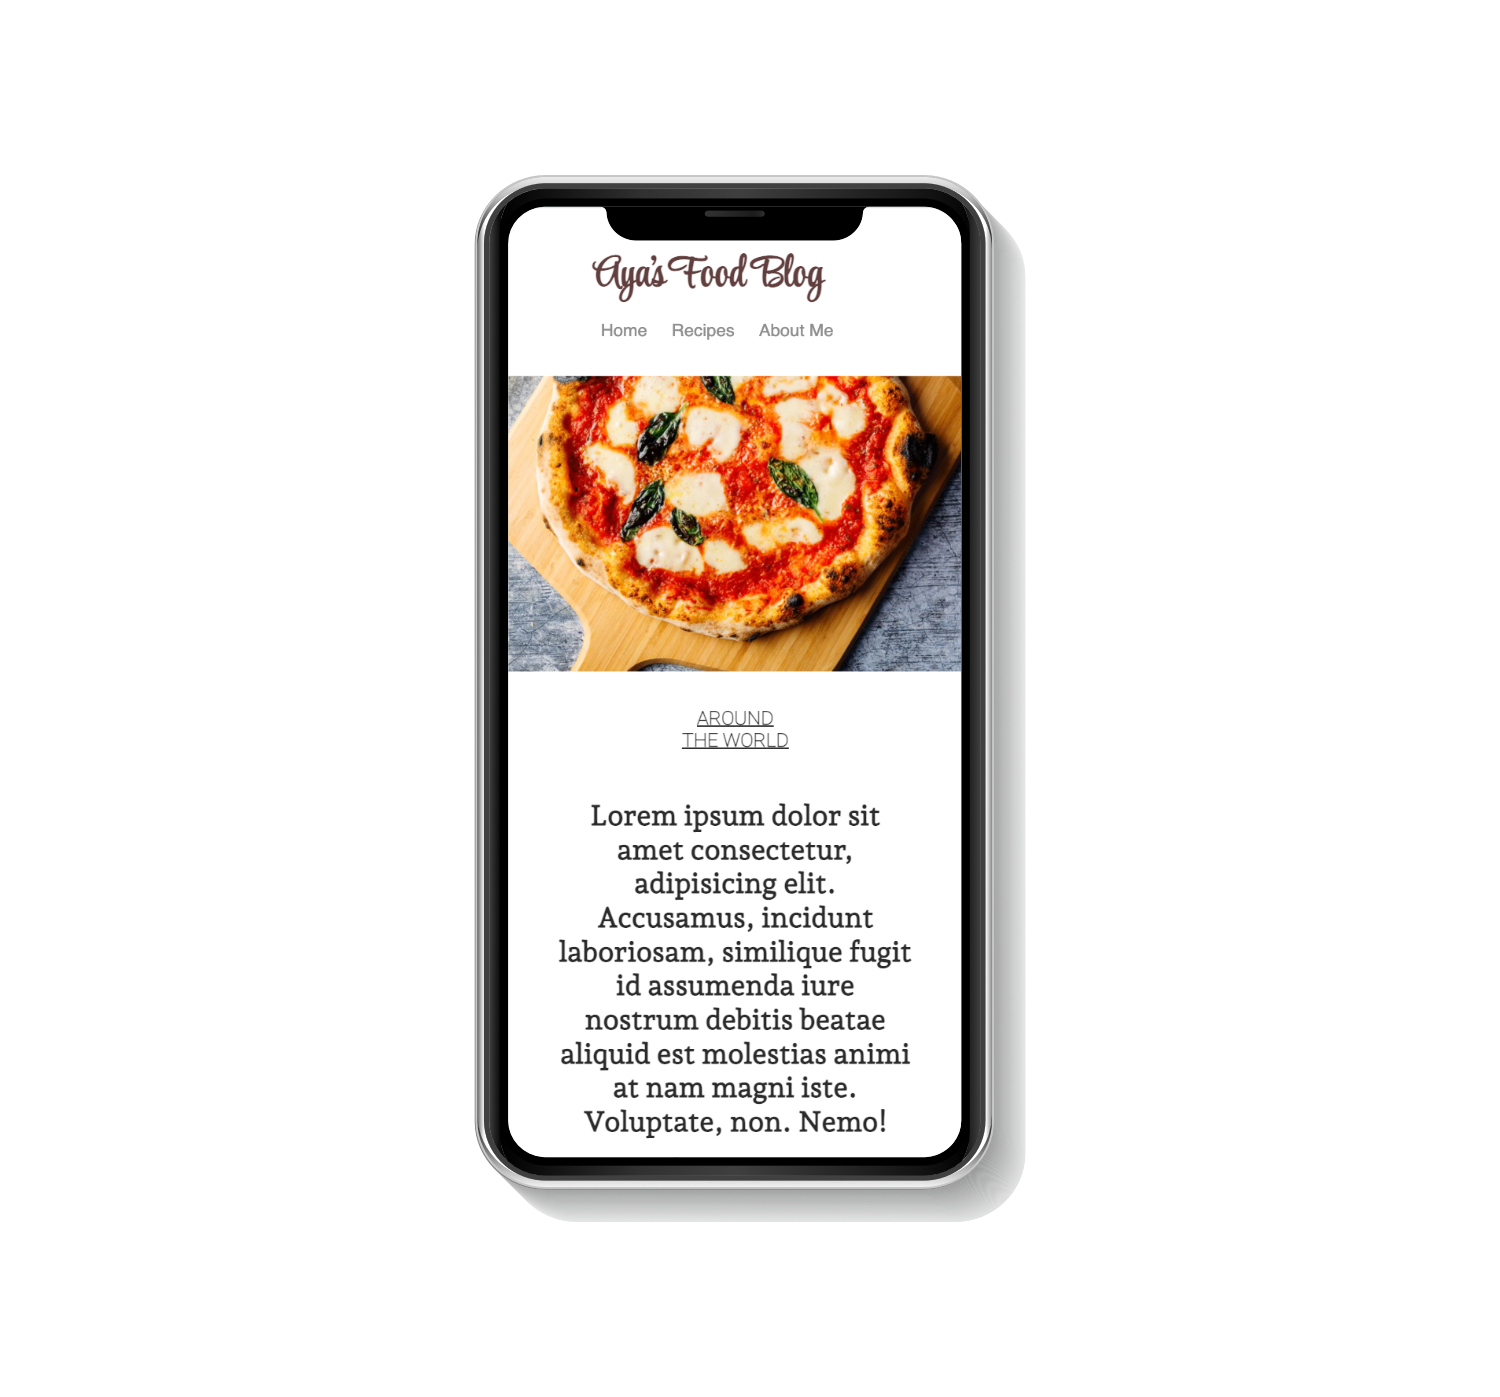 Aya's Food Blog
Home Recipes About Me
AROUND
THE WORLD
Lorem ipsum dolor sit
amet consectetur,
adipisicing elit.
Accusamus, incidunt
laboriosam, similique fugit
id assumenda iure
nostrum debitis beatae
aliquid est molestias animi
at nam magni iste.
Voluptate, non. Nemo!